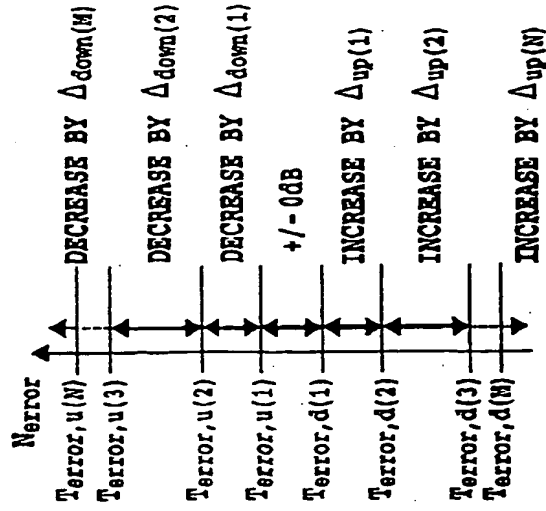 Nerror
Terror,u(N)
Terror,u(3)
Terror,u(2)
Terror,u(1)
Terror,d(1)
Terror,d(2)
Terror,d(3)
Terror,d(M)
DECREASE BY Δdown(M)
DECREASE BY Δdown(2)
DECREASE BY Δdown(1)
+/- 0dB
INCREASE BY Δup(1)
INCREASE BY Δup(2)
INCREASE BY Δup(N)